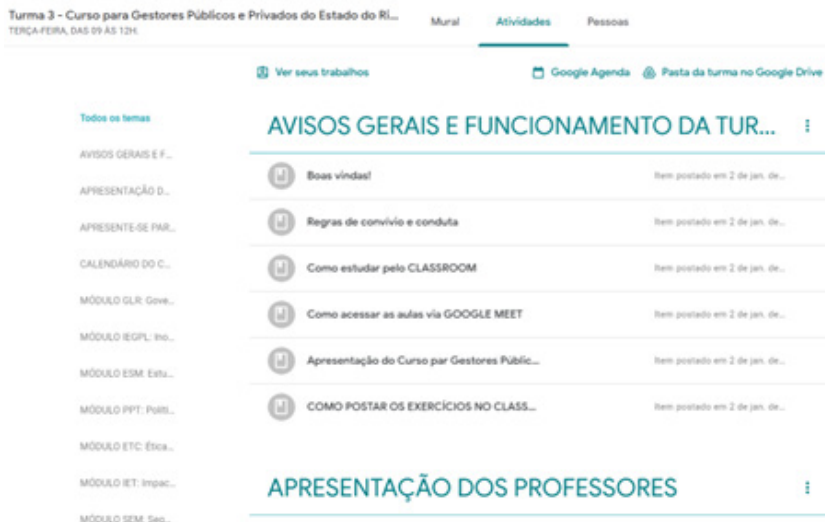 Turma 3 - Curso para Gestores Públicos e Privados do Estado do Ri...
TERÇA-FEIRA, DAS 09 ÀS 12H.
Mural
Atividades
Pessoas
Ver seus trabalhos
Google Agenda
Pasta da turma no Google Drive
Todos os temas
AVISOS GERAIS E F...
APRESENTAÇÃO D...
APRESENTE-SE PAR...
CALENDÁRIO DO C...
MÓDULO GLR: Gove...
MÓDULO IEGPL: Ino...
MÓDULO ESM: Estu...
MÓDULO PPT: Polít...
MÓDULO ETC: Ética...
MÓDULO IET: Impac...
MÓDULO SEM: Seg...
AVISOS GERAIS E FUNCIONAMENTO DA TUR...
Boas vindas! Item postado em 2 de jan. de...
Regras de convívio e conduta Item postado em 2 de jan. de...
Como estudar pelo CLASSROOM Item postado em 2 de jan. de...
Como acessar as aulas via GOOGLE MEET Item postado em 2 de jan. de...
Apresentação do Curso par Gestores Públic... Item postado em 2 de jan. de...
COMO POSTAR OS EXERCÍCIOS NO CLASS... Item postado em 2 de jan. de...
APRESENTAÇÃO DOS PROFESSORES